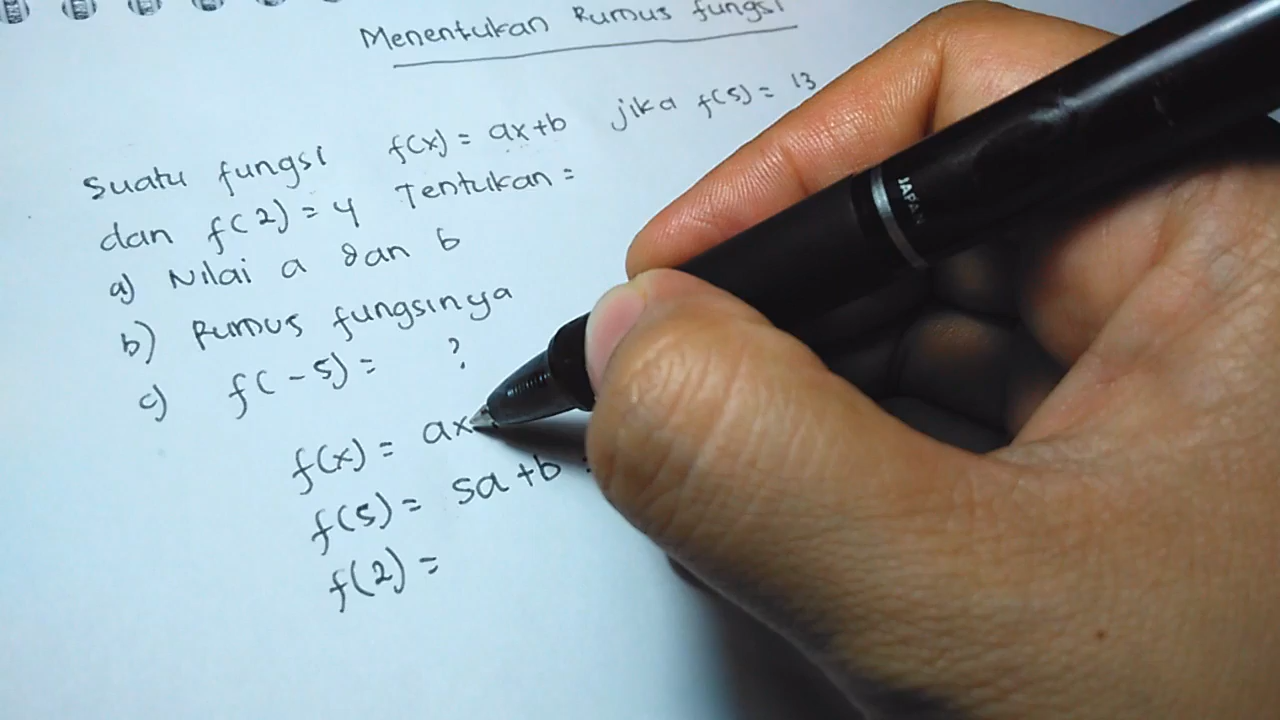 Menentukan Rumus fungsi
Suatu fungsi f(x) = ax+b jika f(5) = 13
dan f(2) = 4 Tentukan =
a) Nilai a dan b
b) Rumus fungsinya
c) f(-5) = ?
f(x) = ax
f(5) = 5a+b
f(2) =
JAPAN